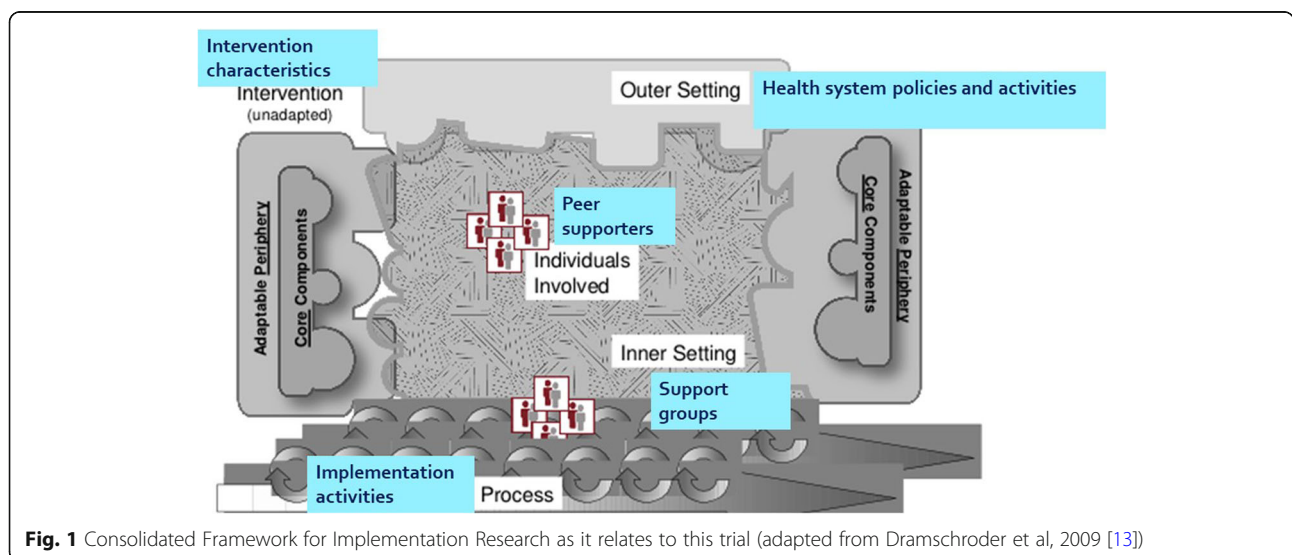 Intervention
characteristics
Intervention
(unadapted)
Outer Setting
Health system policies and activities
Adaptable Periphery
Core Components
Peer
supporters
Individuals
Involved
Core Components
Adaptable Periphery
Inner Setting
Support
groups
Implementation
activities
Process
Fig. 1 Consolidated Framework for Implementation Research as it relates to this trial (adapted from Dramschroder et al, 2009 [13])